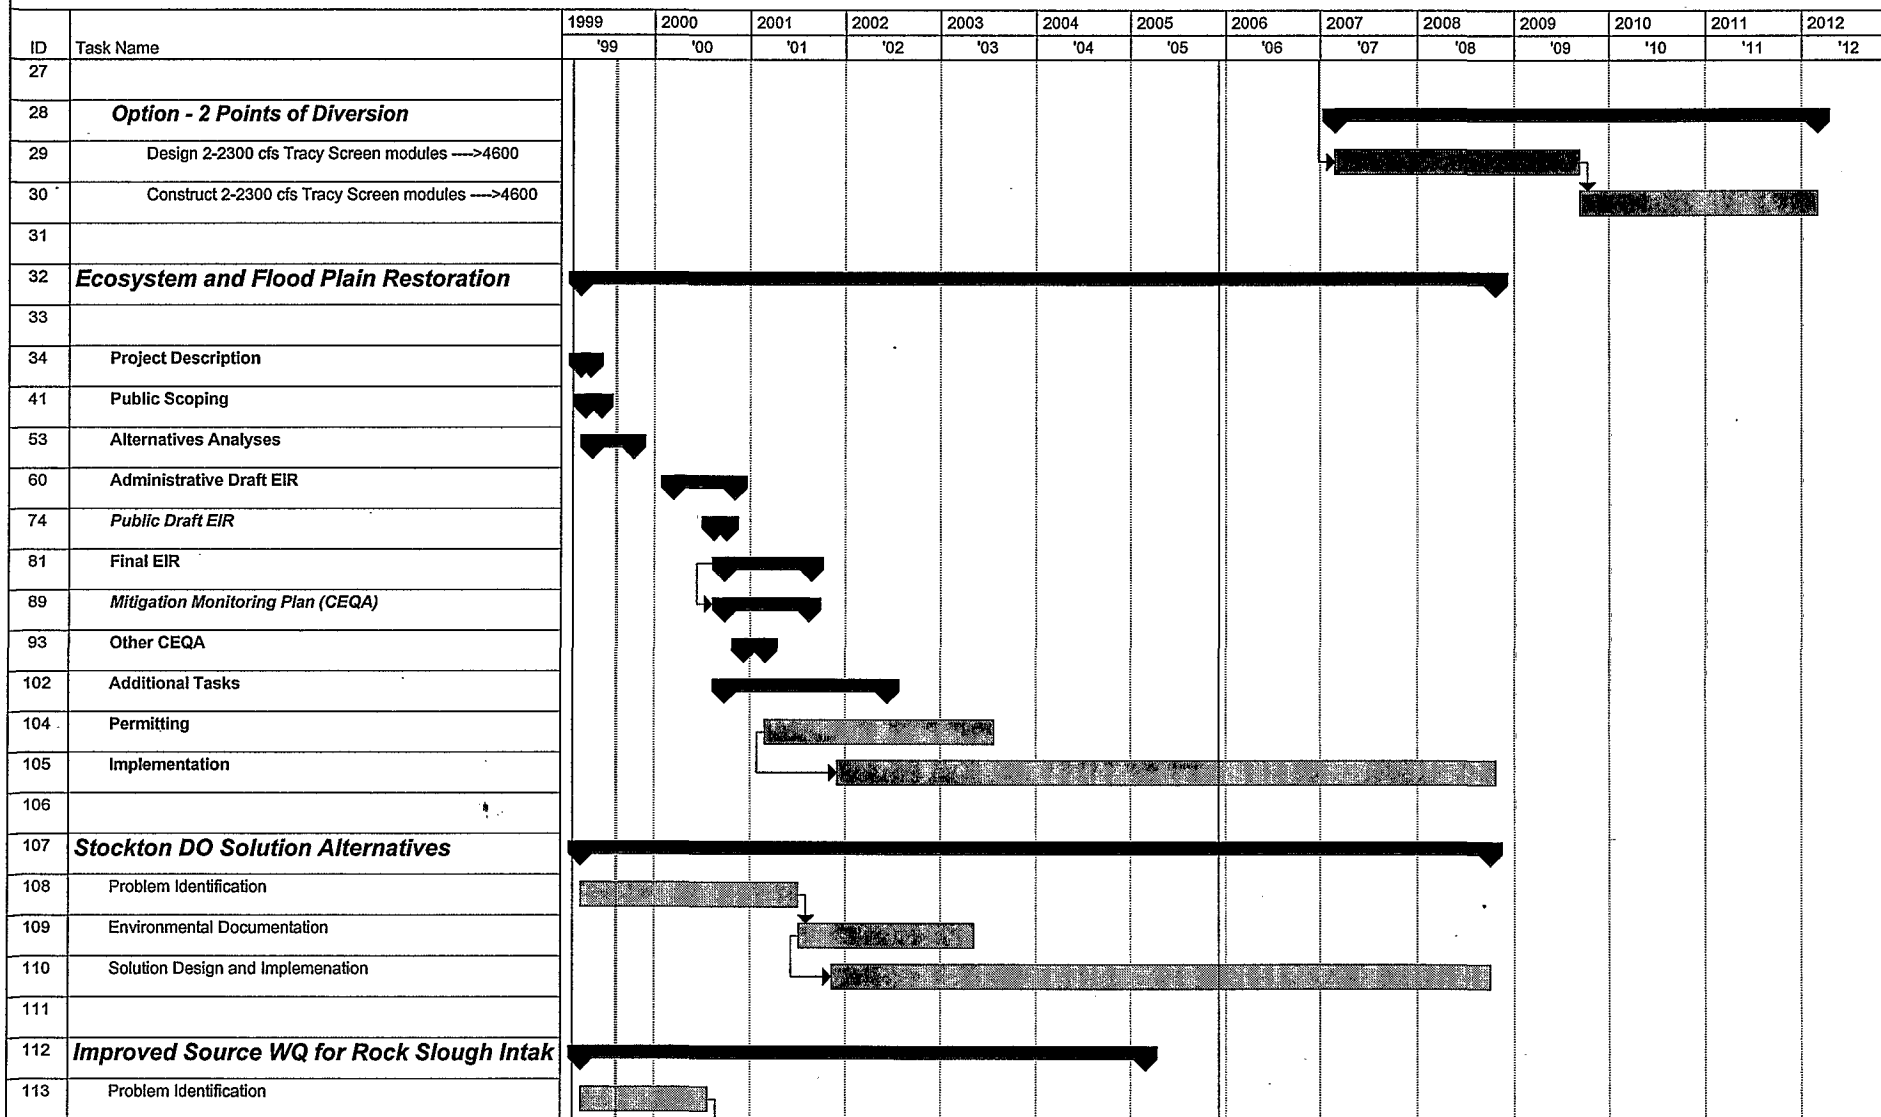 1999 2000 2001 2002 2003 2004 2005 2006 2007 2008 2009 2010 2011 2012
ID Task Name '99 '00 '01 '02 '03 '04 '05 '06 '07 '08 '09 '10 '11 '12
27
28 Option - 2 Points of Diversion
29 Design 2-2300 cfs Tracy Screen modules ---->4600
30 Construct 2-2300 cfs Tracy Screen modules ---->4600
31
32 Ecosystem and Flood Plain Restoration
33
34 Project Description
41 Public Scoping
53 Alternatives Analyses
60 Administrative Draft EIR
74 Public Draft EIR
81 Final EIR
89 Mitigation Monitoring Plan (CEQA)
93 Other CEQA
102 Additional Tasks
104 Permitting
105 Implementation
106
107 Stockton DO Solution Alternatives
108 Problem Identification
109 Environmental Documentation
110 Solution Design and Implemenation
111
112 Improved Source WQ for Rock Slough Intak
113 Problem Identification